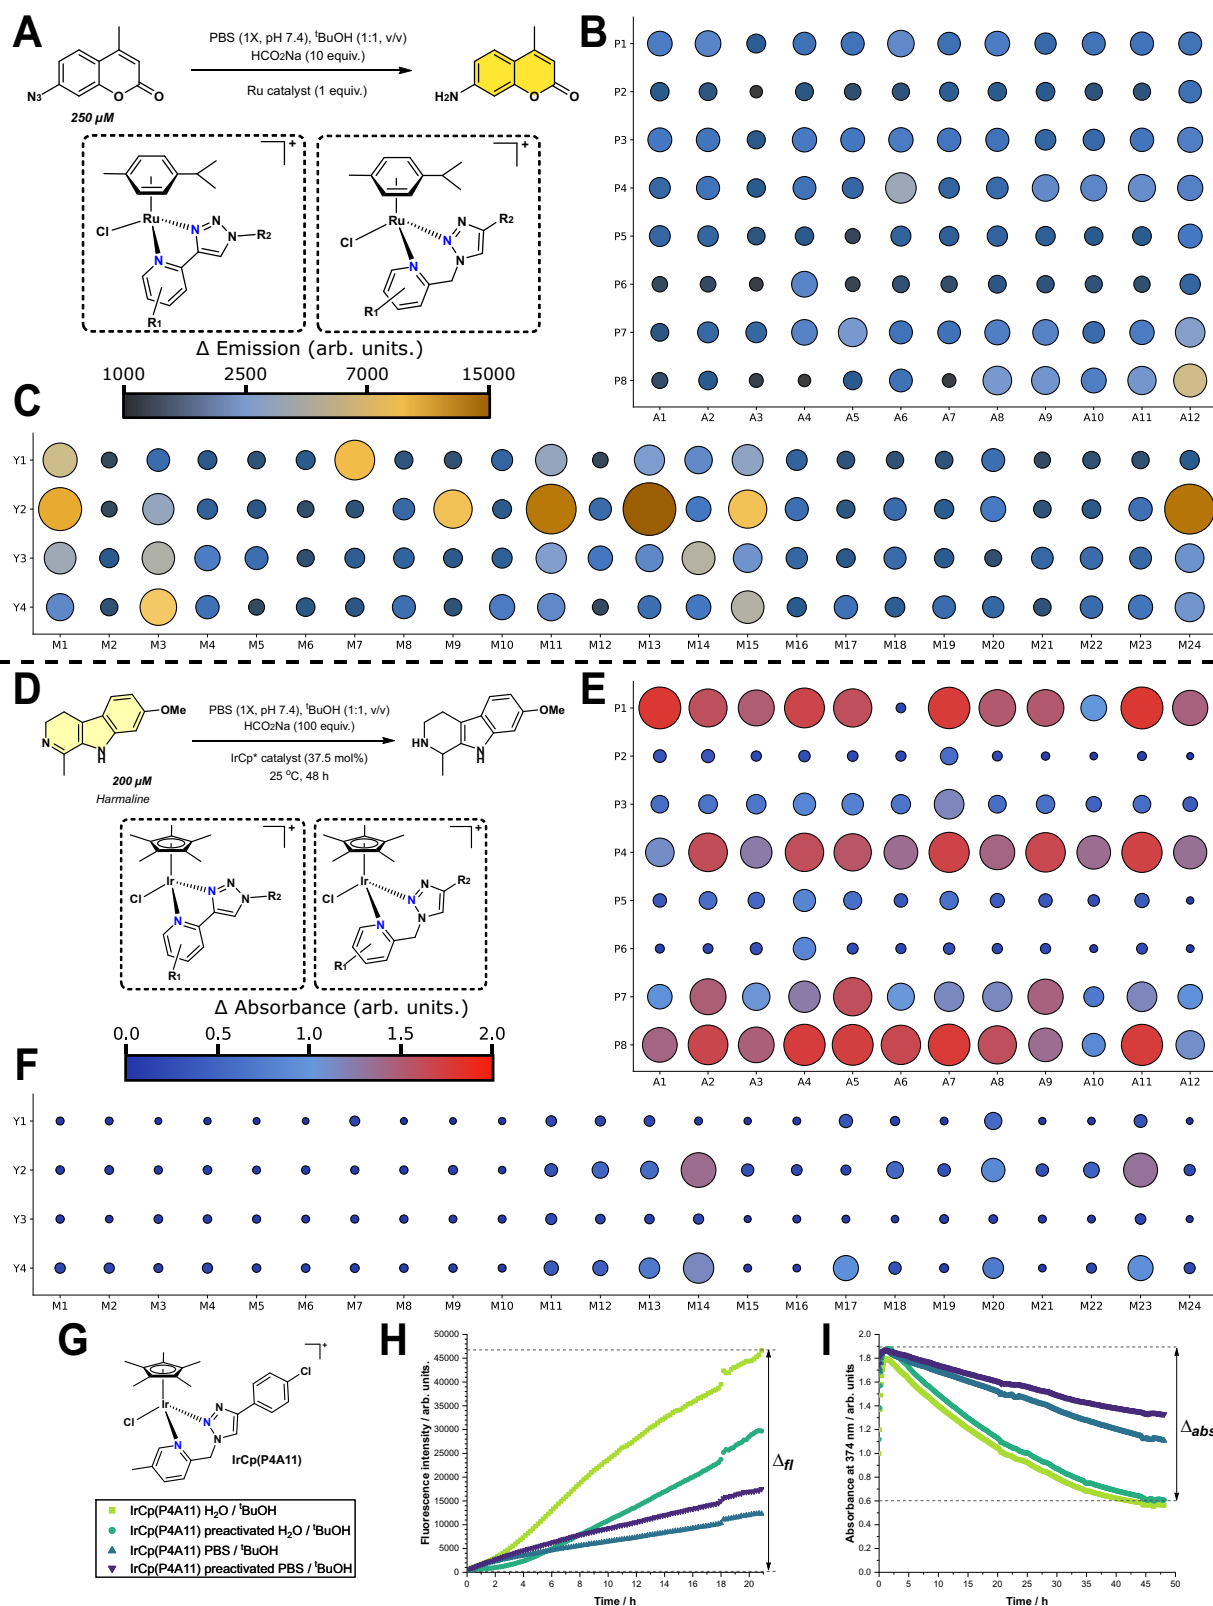 A
PBS (1X, pH 7.4), tBuOH (1:1, v/v)
HCO2Na (10 equiv.)
Ru catalyst (1 equiv.)
N3
O
O
250 µM
H2N
O
O
+
Ru
Cl
N
N
N
R2
N
R1
+
Ru
Cl
N
N
N
R2
N
R1
Δ Emission (arb. units.)
1000 2500 7000 15000
B
P1
P2
P3
P4
P5
P6
P7
P8
A1 A2 A3 A4 A5 A6 A7 A8 A9 A10 A11 A12
C
Y1
Y2
Y3
Y4
M1 M2 M3 M4 M5 M6 M7 M8 M9 M10 M11 M12 M13 M14 M15 M16 M17 M18 M19 M20 M21 M22 M23 M24
D
PBS (1X, pH 7.4), tBuOH (1:1, v/v)
HCO2Na (100 equiv.)
IrCp* catalyst (37.5 mol%)
25 °C, 48 h
OMe
N
N
H
200 µM
Harmaline
OMe
HN
N
H
+
Ir
Cl
N
N
N
R2
N
R1
+
Ir
Cl
N
N
N
R2
N
R1
Δ Absorbance (arb. units.)
0.0 0.5 1.0 1.5 2.0
E
P1
P2
P3
P4
P5
P6
P7
P8
A1 A2 A3 A4 A5 A6 A7 A8 A9 A10 A11 A12
F
Y1
Y2
Y3
Y4
M1 M2 M3 M4 M5 M6 M7 M8 M9 M10 M11 M12 M13 M14 M15 M16 M17 M18 M19 M20 M21 M22 M23 M24
G
+
Cl
Ir
Cl
N
N
N
N
IrCp(P4A11)
IrCp(P4A11) H2O / tBuOH
IrCp(P4A11) preactivated H2O / tBuOH
IrCp(P4A11) PBS / tBuOH
IrCp(P4A11) preactivated PBS / tBuOH
H
Fluorescence intensity / arb. units.
50000
45000
40000
35000
30000
25000
20000
15000
10000
5000
0
0 2 4 6 8 10 12 14 16 18 20
Time / h
Δfl
I
Absorbance at 374 nm / arb. units
2.0
1.8
1.6
1.4
1.2
1.0
0.8
0.6
0.4
0.2
0.0
0 5 10 15 20 25 30 35 40 45 50
Time / h
Δabs